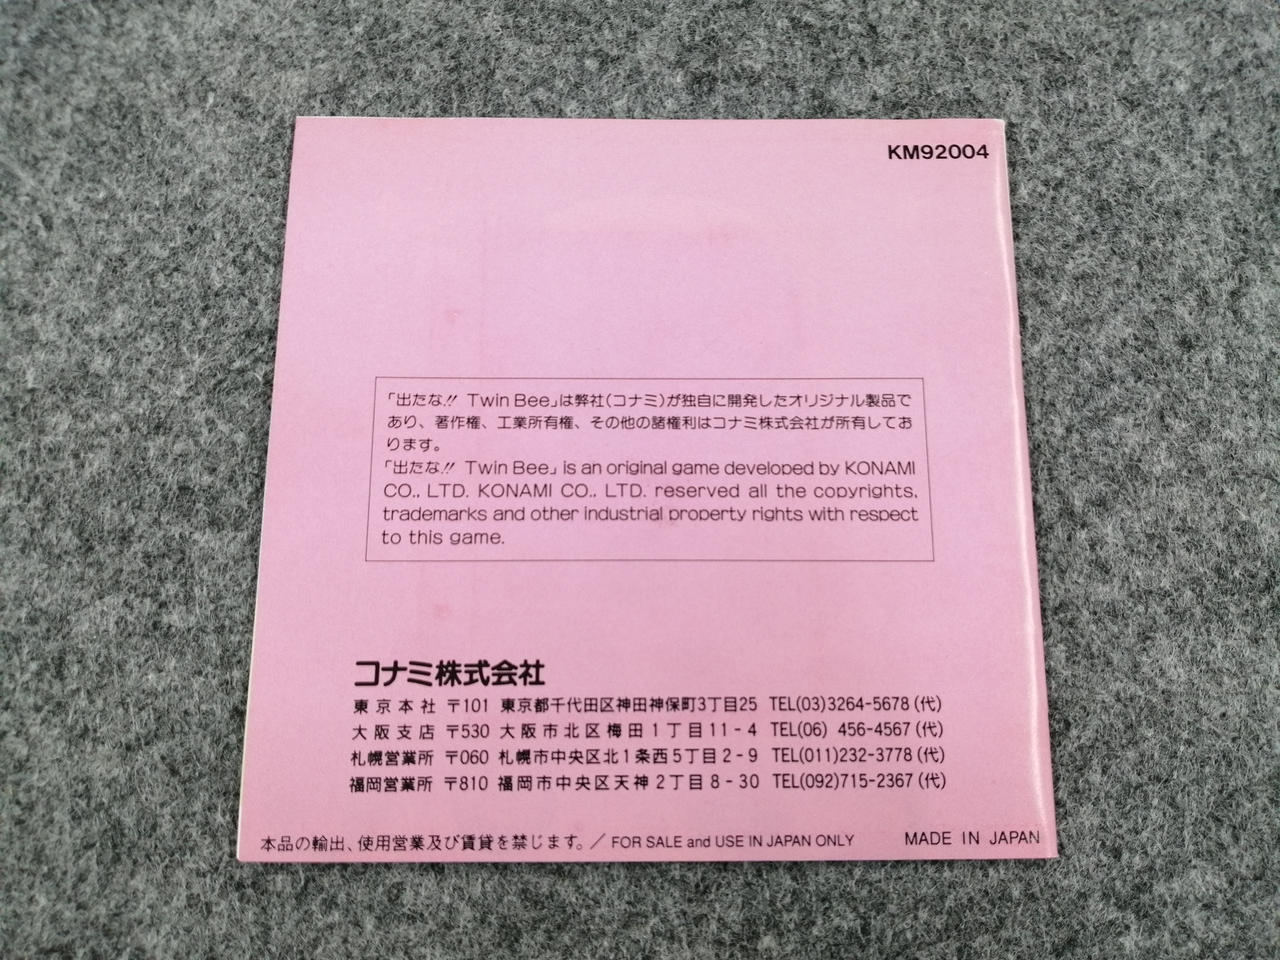 KM92004
「出たな!! Twin Bee」は弊社(コナミ)が独自に開発したオリジナル製品で
あり、著作権、工業所有権、その他の諸権利はコナミ株式会社が所有してお
ります。
「出たな!! Twin Bee」 is an original game developed by KONAMI
CO., LTD. KONAMI CO., LTD. reserved all the copyrights,
trademarks and other industrial property rights with respect
to this game.
コナミ株式会社
東京本社 〒101 東京都千代田区神田神保町3丁目25 TEL(03)3264-5678(代)
大阪支店 〒530 大阪市北区梅田1丁目11-4 TEL(06) 456-4567(代)
札幌営業所 〒060 札幌市中央区北1条西5丁目2-9 TEL(011)232-3778(代)
福岡営業所 〒810 福岡市中央区天神2丁目8-30 TEL(092)715-2367(代)
本品の輸出、使用営業及び賃貸を禁じます。／FOR SALE and USE IN JAPAN ONLY MADE IN JAPAN